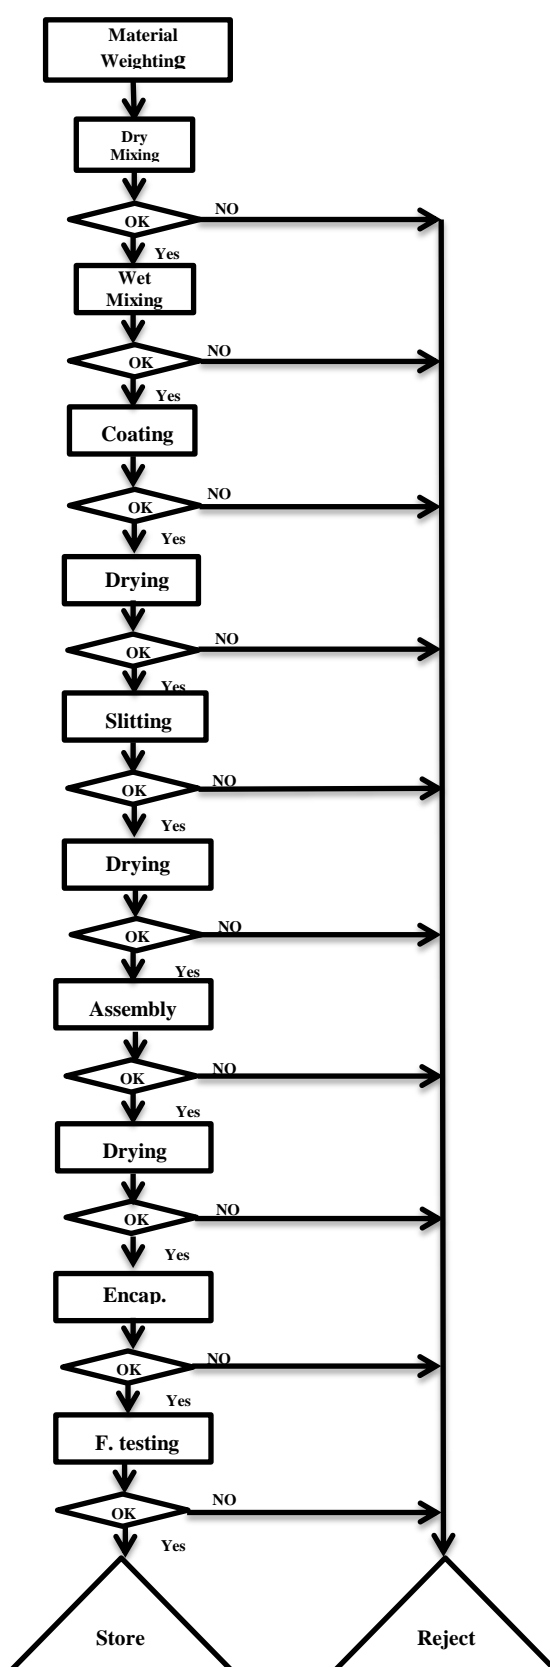 Material
Weighting
Dry
Mixing
OK
NO
Yes
Wet
Mixing
OK
NO
Yes
Coating
OK
NO
Yes
Drying
OK
NO
Yes
Slitting
OK
NO
Yes
Drying
OK
NO
Yes
Assembly
OK
NO
Yes
Drying
OK
NO
Yes
Encap.
OK
NO
Yes
F. testing
OK
NO
Yes
Store
Reject